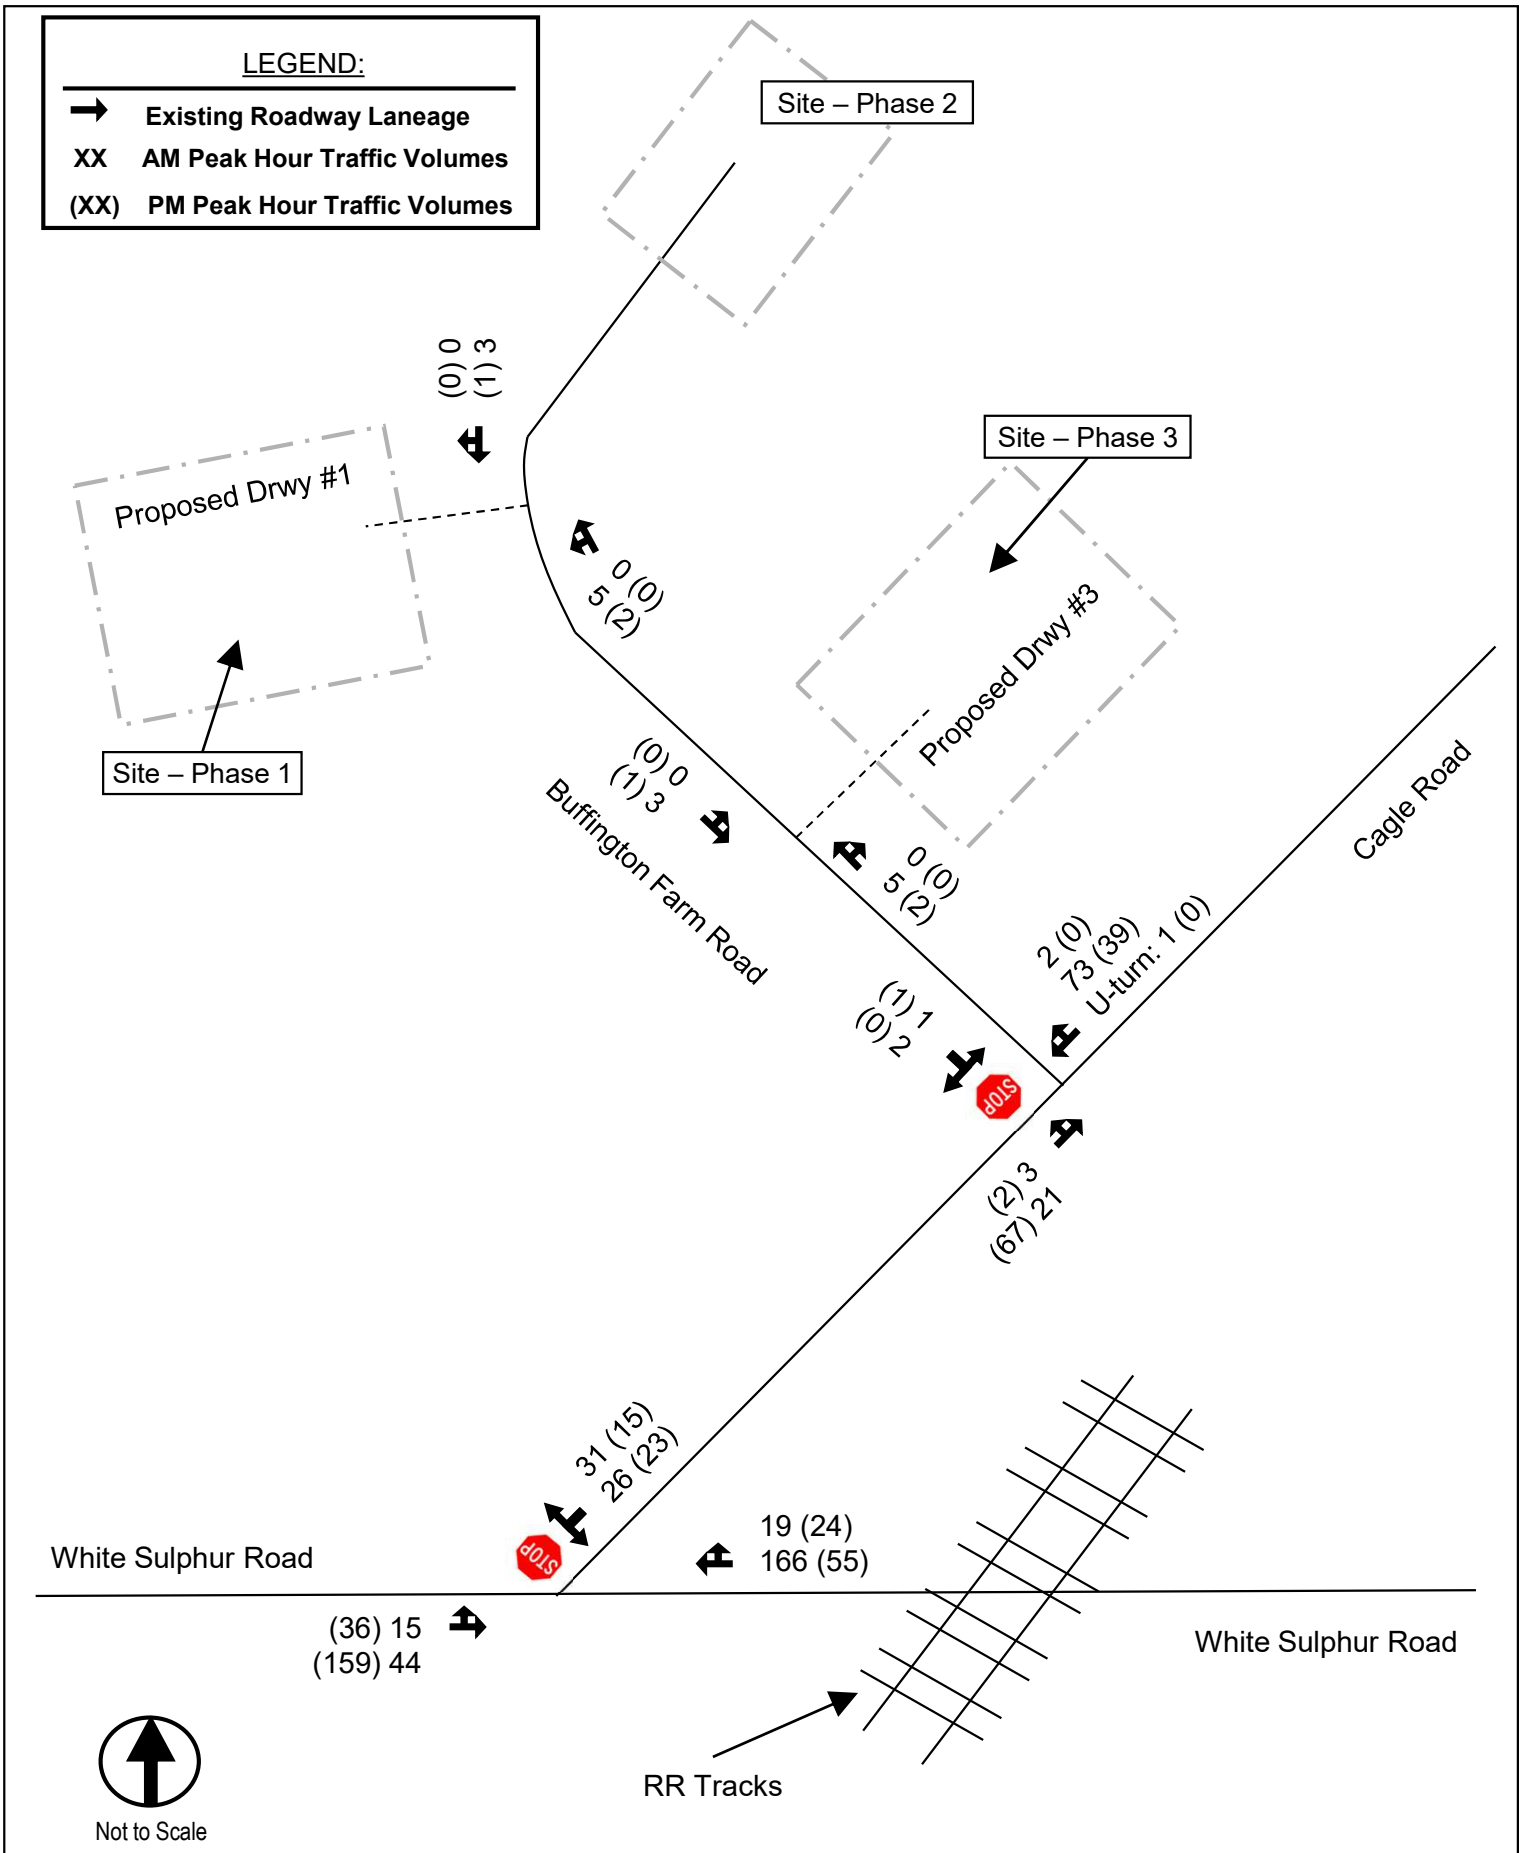 LEGEND:
Existing Roadway Laneage
XX AM Peak Hour Traffic Volumes
(XX) PM Peak Hour Traffic Volumes
Site – Phase 2
(0) 0
(1) 3
Site – Phase 3
Proposed Drwy #1
0 (0)
5 (2)
Proposed Drwy #3
Site – Phase 1
(0) 0
(1) 3
Buffington Farm Road
Cagle Road
0 (0)
5 (2)
2 (0)
73 (39)
U-turn: 1 (0)
(1) 1
(0) 2
STOP
(2) 3
(67) 21
31 (15)
26 (23)
STOP
19 (24)
166 (55)
White Sulphur Road
(36) 15
(159) 44
White Sulphur Road
RR Tracks
Not to Scale